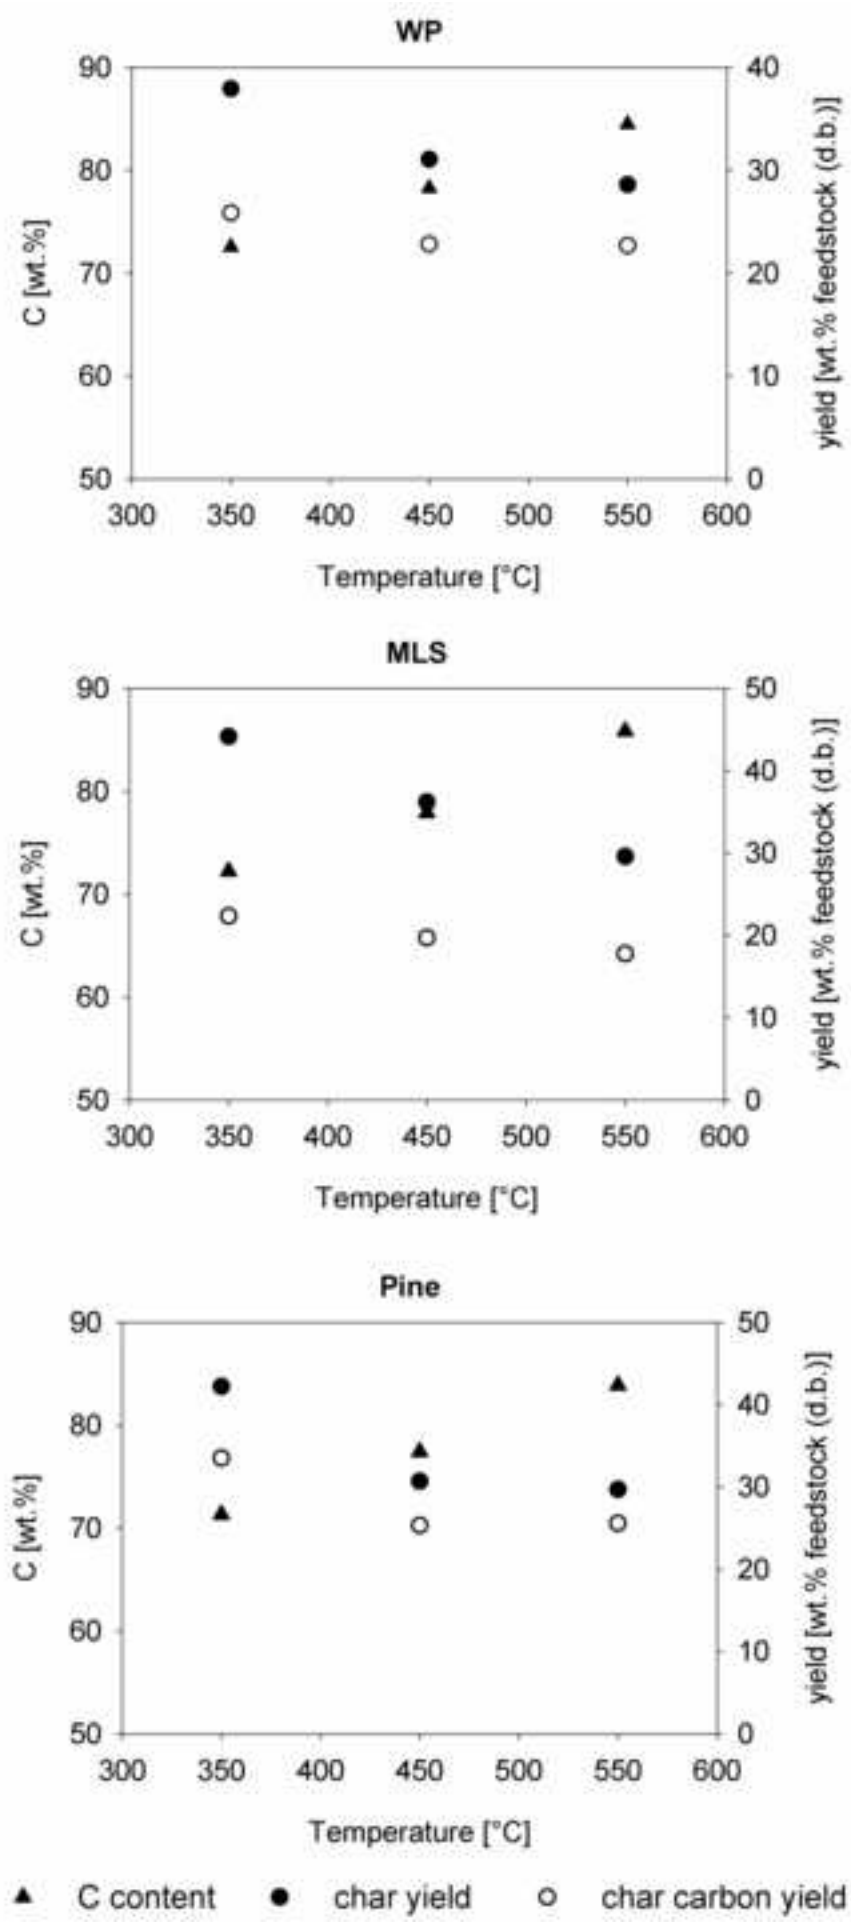 WP
90
80
70
60
50
C [wt.%]
40
30
20
10
0
yield [wt.% feedstock (d.b.)]
300 350 400 450 500 550 600
Temperature [°C]
MLS
90
80
70
60
50
C [wt.%]
50
40
30
20
10
0
yield [wt.% feedstock (d.b.)]
300 350 400 450 500 550 600
Temperature [°C]
Pine
90
80
70
60
50
C [wt.%]
50
40
30
20
10
0
yield [wt.% feedstock (d.b.)]
300 350 400 450 500 550 600
Temperature [°C]
C content char yield char carbon yield